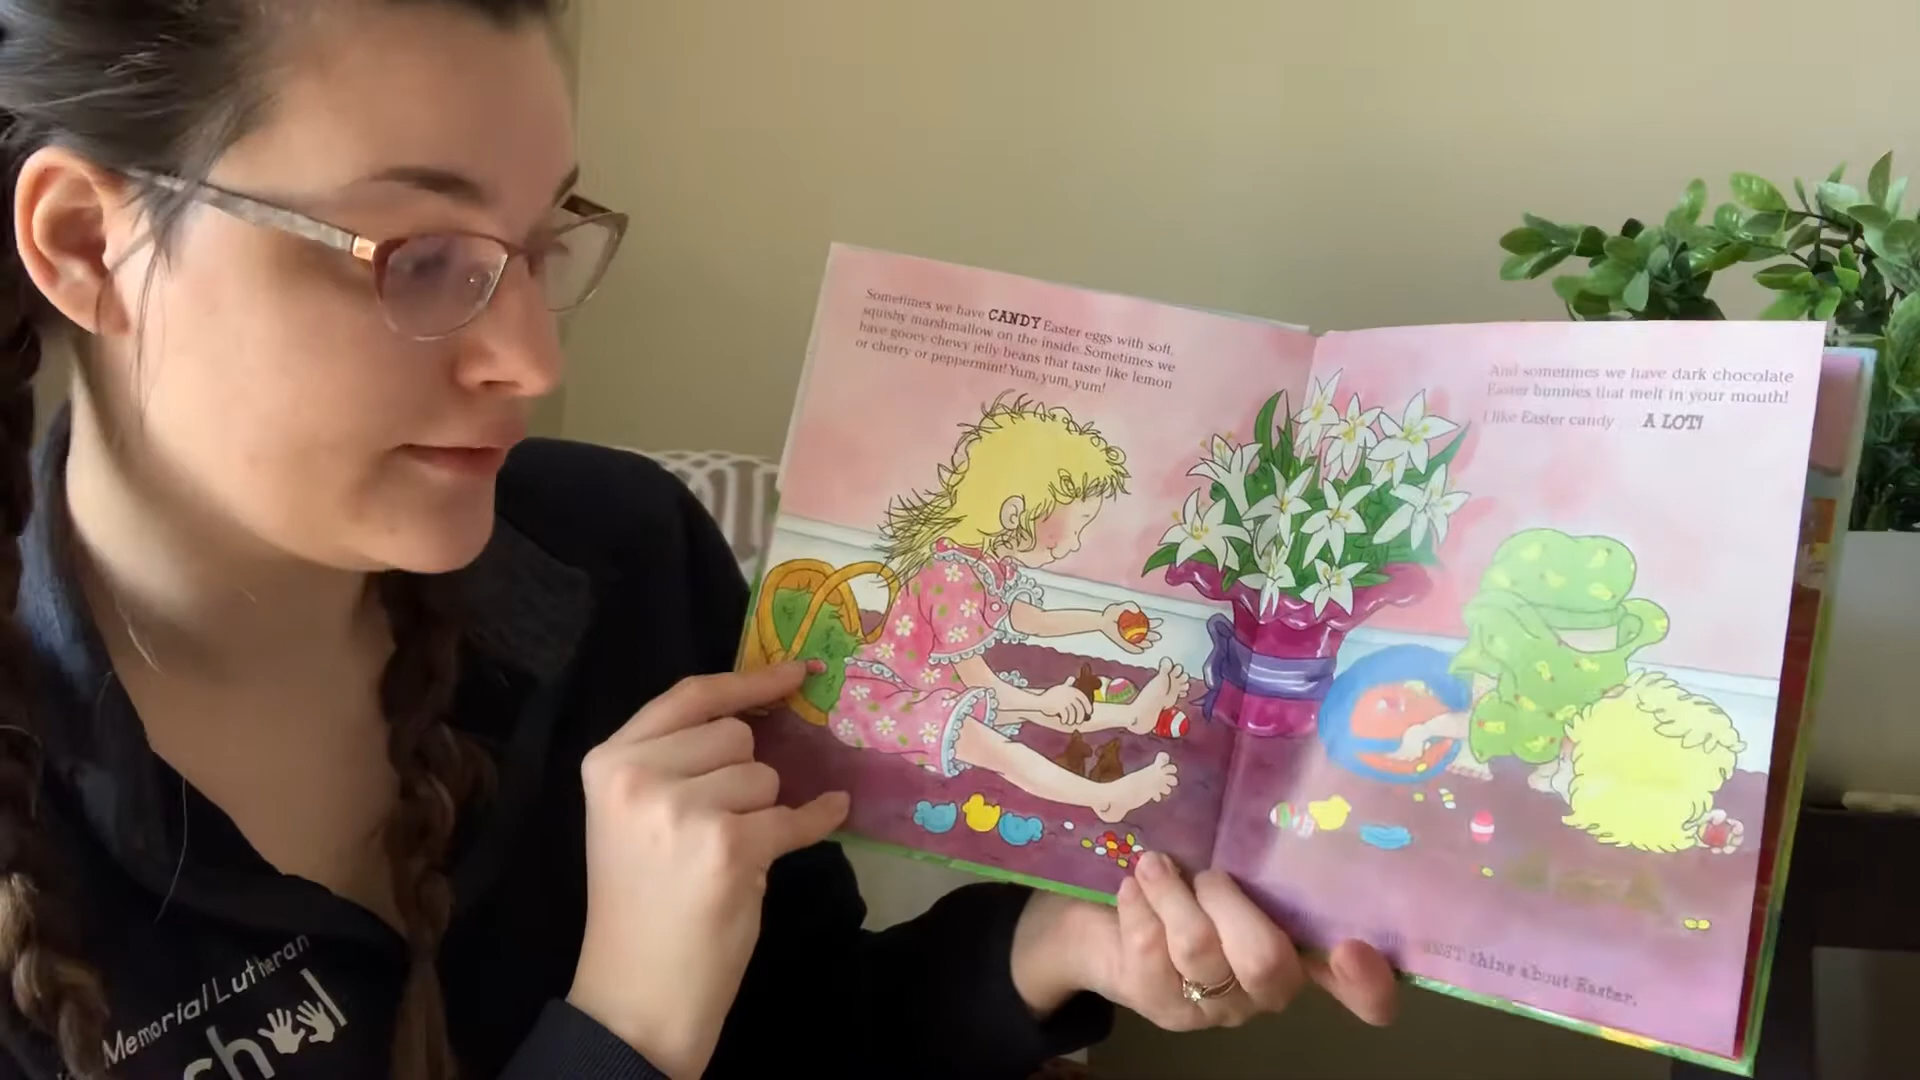 Sometimes we have CANDY Easter eggs with soft,
squishy marshmallow on the inside. Sometimes we
have gooey chewy jelly beans that taste like lemon
or cherry or peppermint! Yum, yum, yum!
And sometimes we have dark chocolate
Easter bunnies that melt in your mouth!
I like Easter candy A LOT!
BEST thing about Easter.
Memorial Lutheran